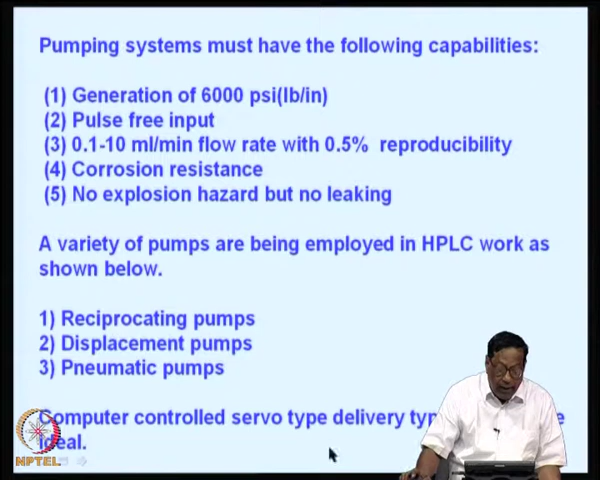 Pumping systems must have the following capabilities:
(1) Generation of 6000 psi(lb/in)
(2) Pulse free input
(3) 0.1-10 ml/min flow rate with 0.5% reproducibility
(4) Corrosion resistance
(5) No explosion hazard but no leaking
A variety of pumps are being employed in HPLC work as
shown below.
1) Reciprocating pumps
2) Displacement pumps
3) Pneumatic pumps
Computer controlled servo type delivery
ideal.
NPTEL